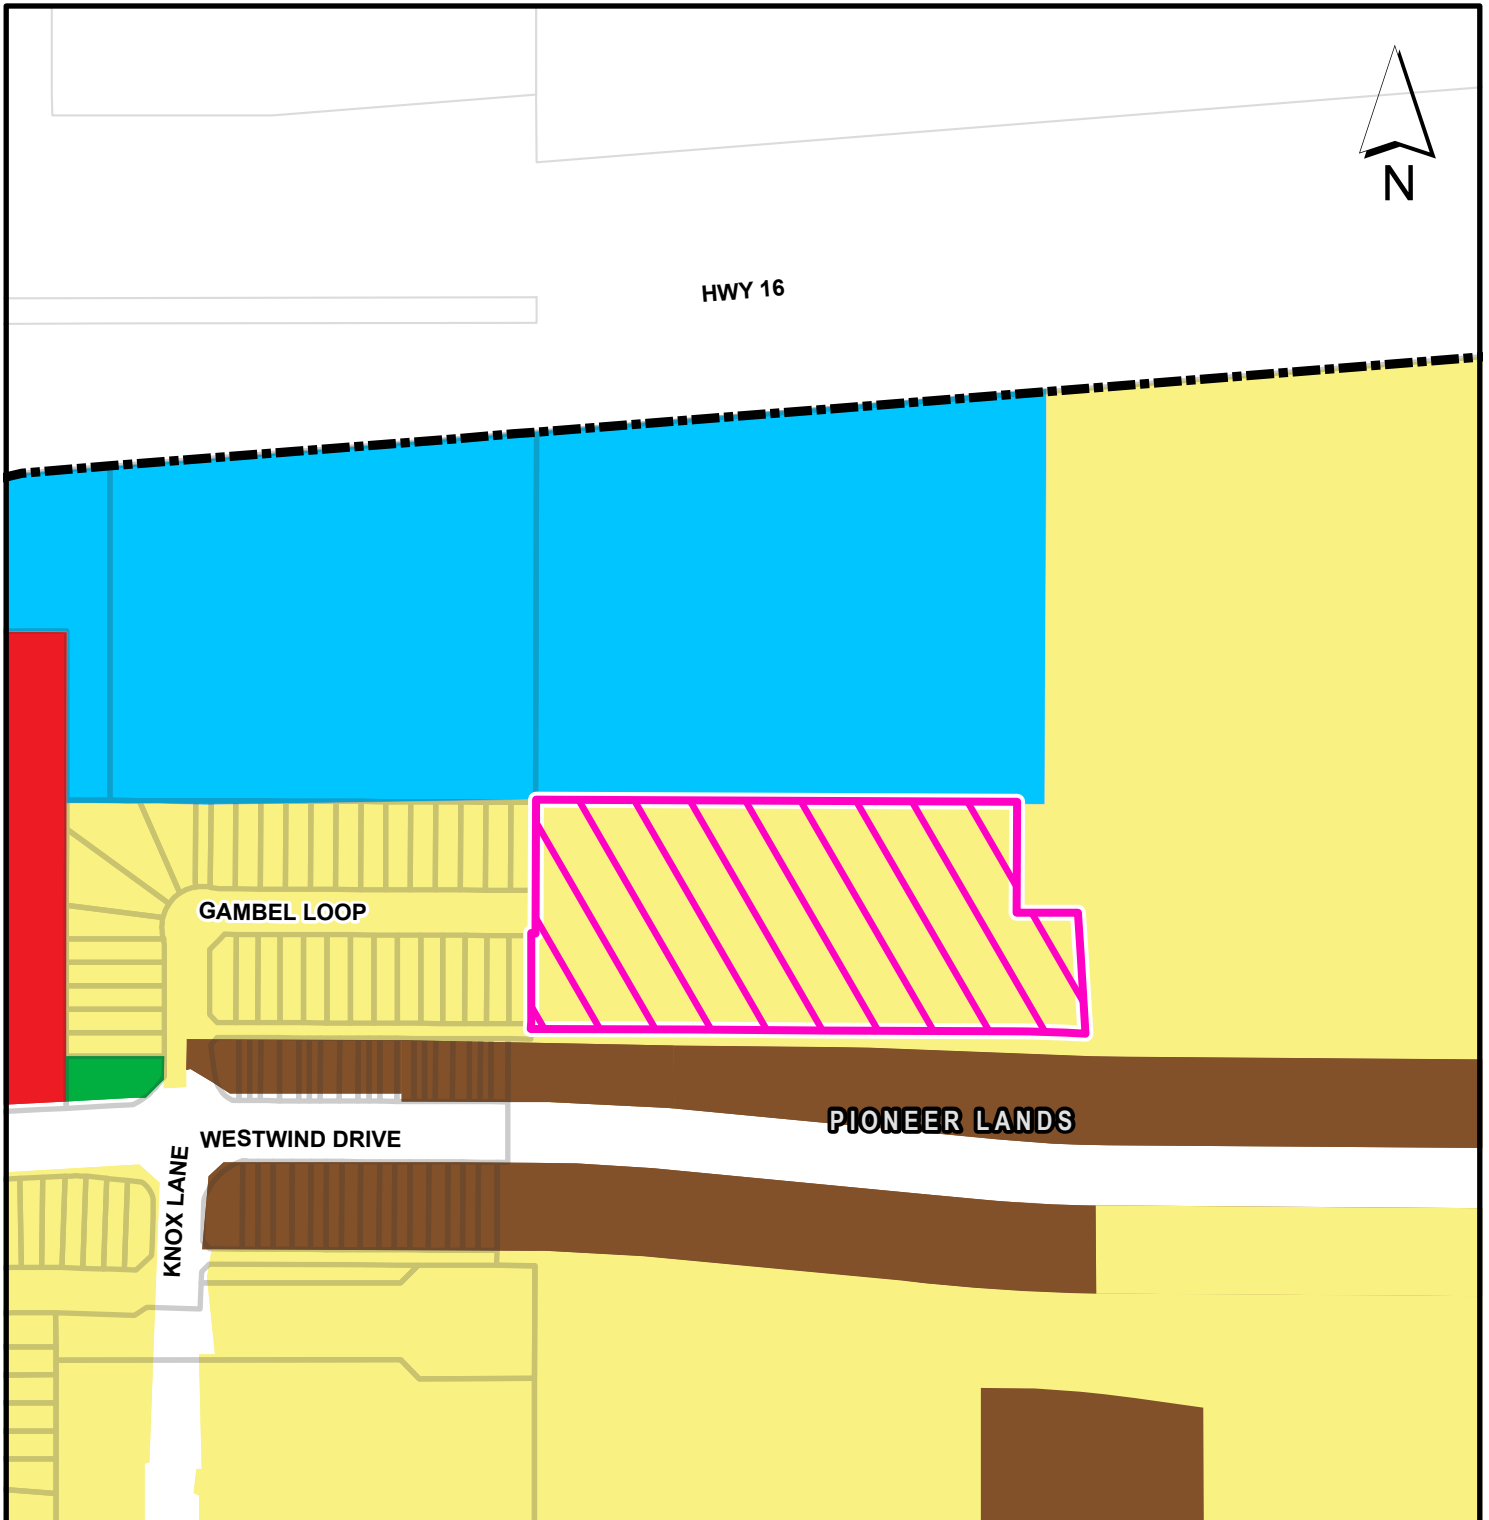 N
HWY 16
GAMBEL LOOP
PIONEER LANDS
WESTWIND DRIVE
KNOX LANE